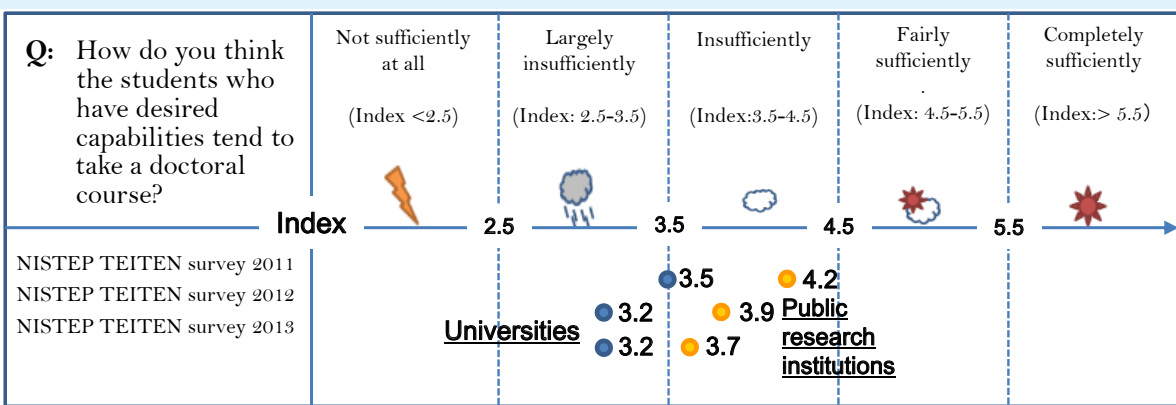 Q: How do you think
the students who
have desired
capabilities tend to
take a doctoral
course?
Not sufficiently
at all
(Index <2.5)
Largely
insufficiently
(Index: 2.5-3.5)
Insufficiently
(Index:3.5-4.5)
Fairly
sufficiently
.
(Index: 4.5-5.5)
Completely
sufficiently
(Index:> 5.5)
Index 2.5 3.5 4.5 5.5
NISTEP TEITEN survey 2011
3.5 4.2
NISTEP TEITEN survey 2012
3.2 3.9
NISTEP TEITEN survey 2013
3.2 3.7
Universities
Public
research
institutions